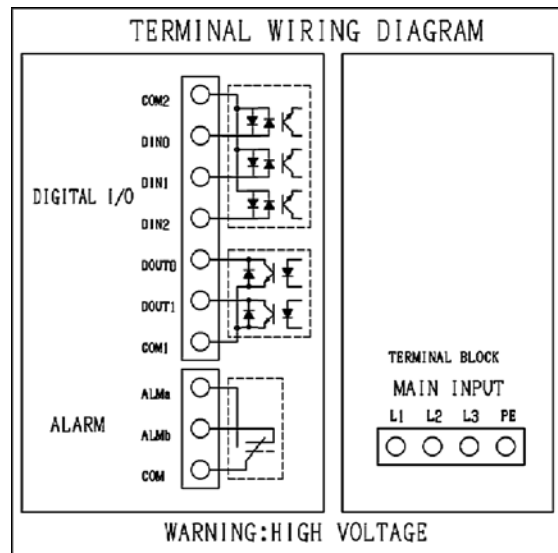 TERMINAL WIRING DIAGRAM
DIGITAL I/O
COM2
DIN0
DIN1
DIN2
DOUT0
DOUT1
COM1
ALARM
ALMa
ALMb
COM
TERMINAL BLOCK
MAIN INPUT
L1 L2 L3 PE
WARNING:HIGH VOLTAGE